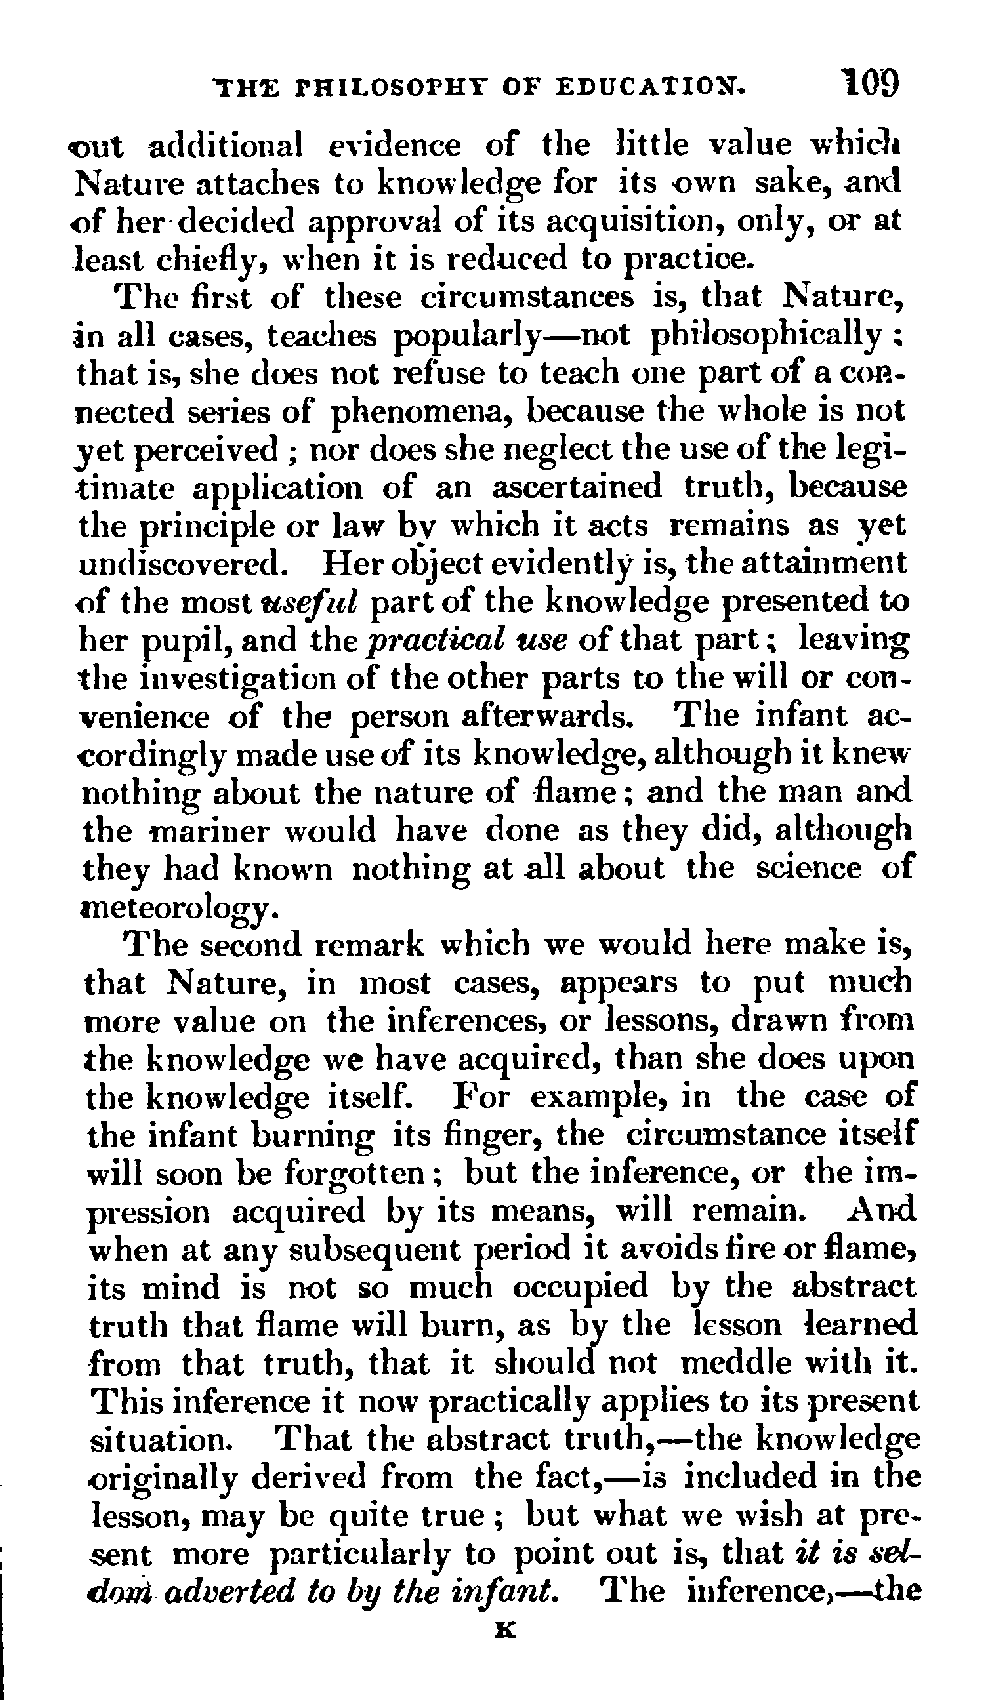 THE PHILOSOPHY OF EDUCATION. 109
out additional evidence of the little value which
Nature attaches to knowledge for its own sake, and
of her decided approval of its acquisition, only, or at
least chiefly, when it is reduced to practice.
The first of these circumstances is, that Nature,
in all cases, teaches popularly—not philosophically ;
that is, she does not refuse to teach one part of a con-
nected series of phenomena, because the whole is not
yet perceived ; nor does she neglect the use of the legi-
timate application of an ascertained truth, because
the principle or law by which it acts remains as yet
undiscovered. Her object evidently is, the attainment
of the most useful part of the knowledge presented to
her pupil, and the practical use of that part ; leaving
the investigation of the other parts to the will or con-
venience of the person afterwards. The infant ac-
cordingly made use of its knowledge, although it knew
nothing about the nature of flame ; and the man and
the mariner would have done as they did, although
they had known nothing at all about the science of
meteorology.
The second remark which we would here make is,
that Nature, in most cases, appears to put much
more value on the inferences, or lessons, drawn from
the knowledge we have acquired, than she does upon
the knowledge itself. For example, in the case of
the infant burning its finger, the circumstance itself
will soon be forgotten ; but the inference, or the im-
pression acquired by its means, will remain. And
when at any subsequent period it avoids fire or flame,
its mind is not so much occupied by the abstract
truth that flame will burn, as by the lesson learned
from that truth, that it should not meddle with it.
This inference it now practically applies to its present
situation. That the abstract truth,—the knowledge
originally derived from the fact,—is included in the
lesson, may be quite true ; but what we wish at pre-
sent more particularly to point out is, that it is sel-
dom adverted to by the infant. The inference,—the
K